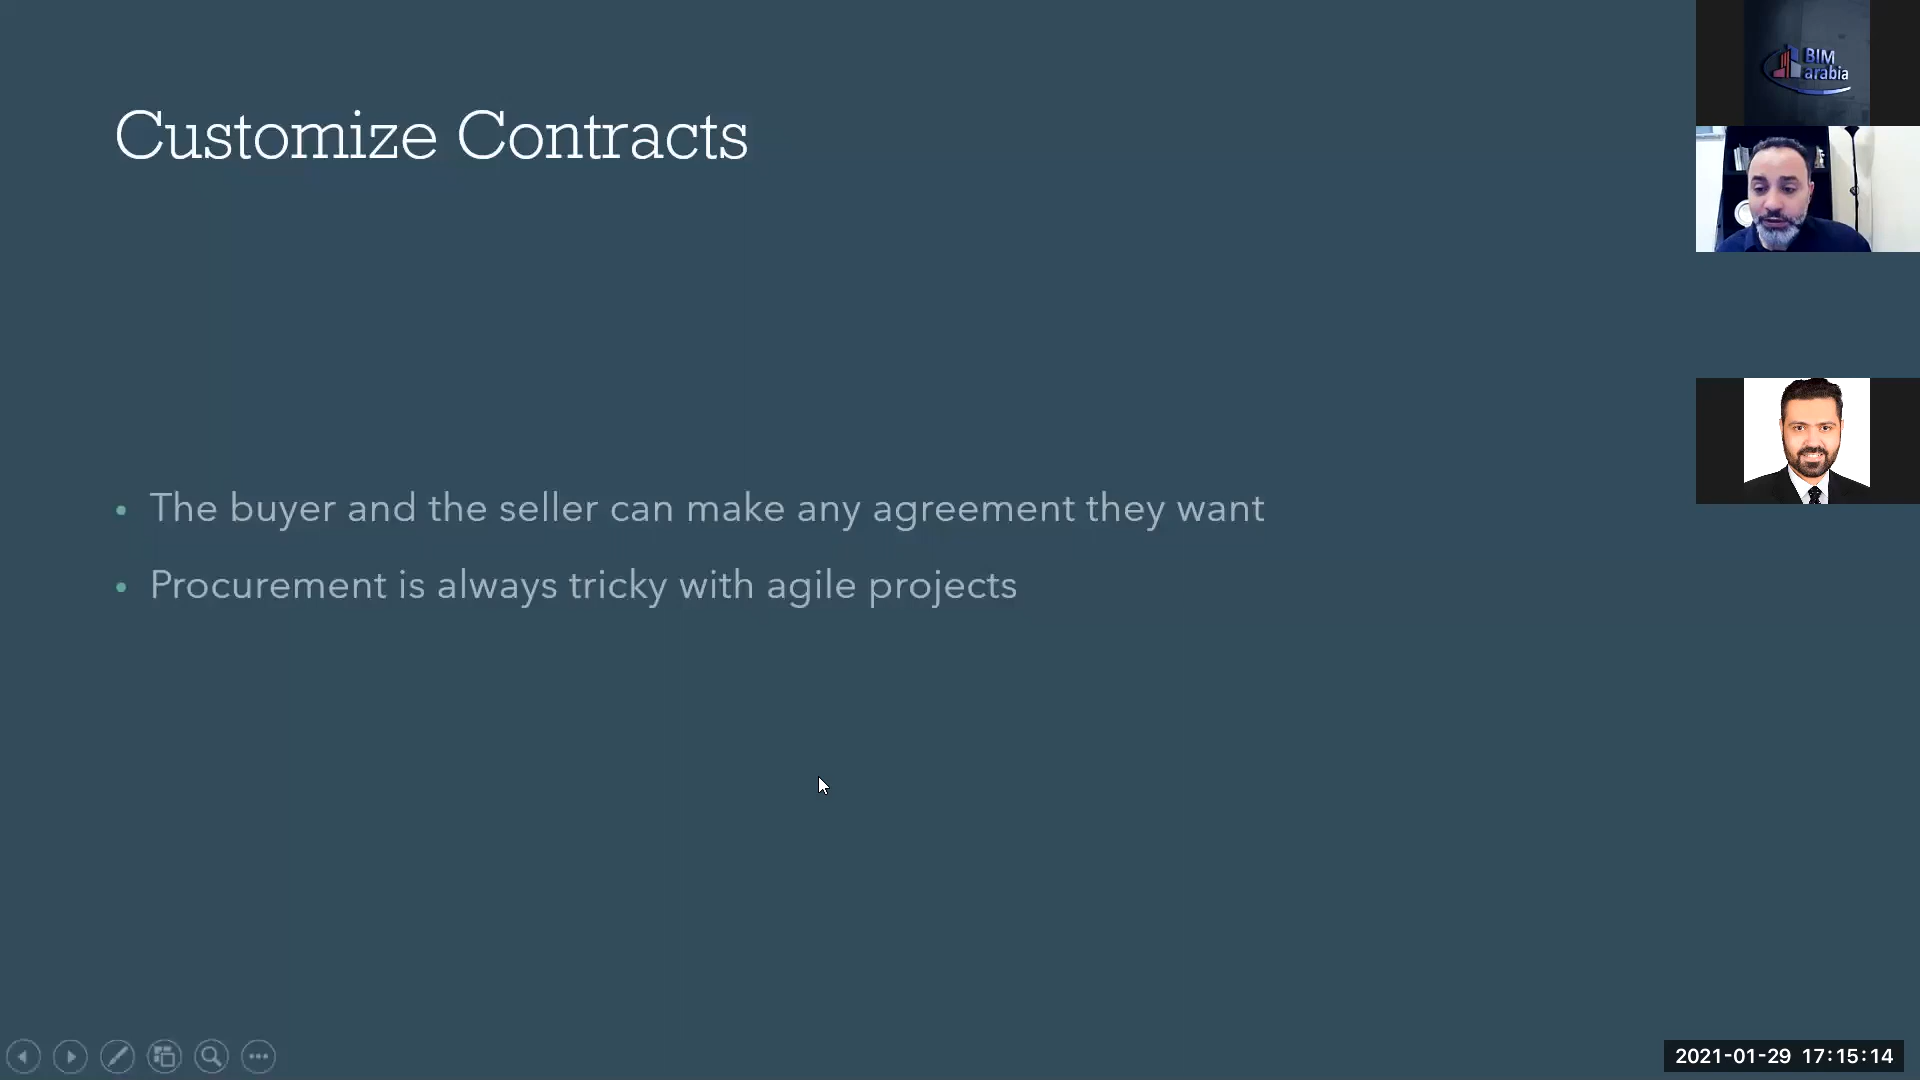 Customize Contracts
• The buyer and the seller can make any agreement they want
• Procurement is always tricky with agile projects
BIM
arabia
2021-01-29 17:15:14